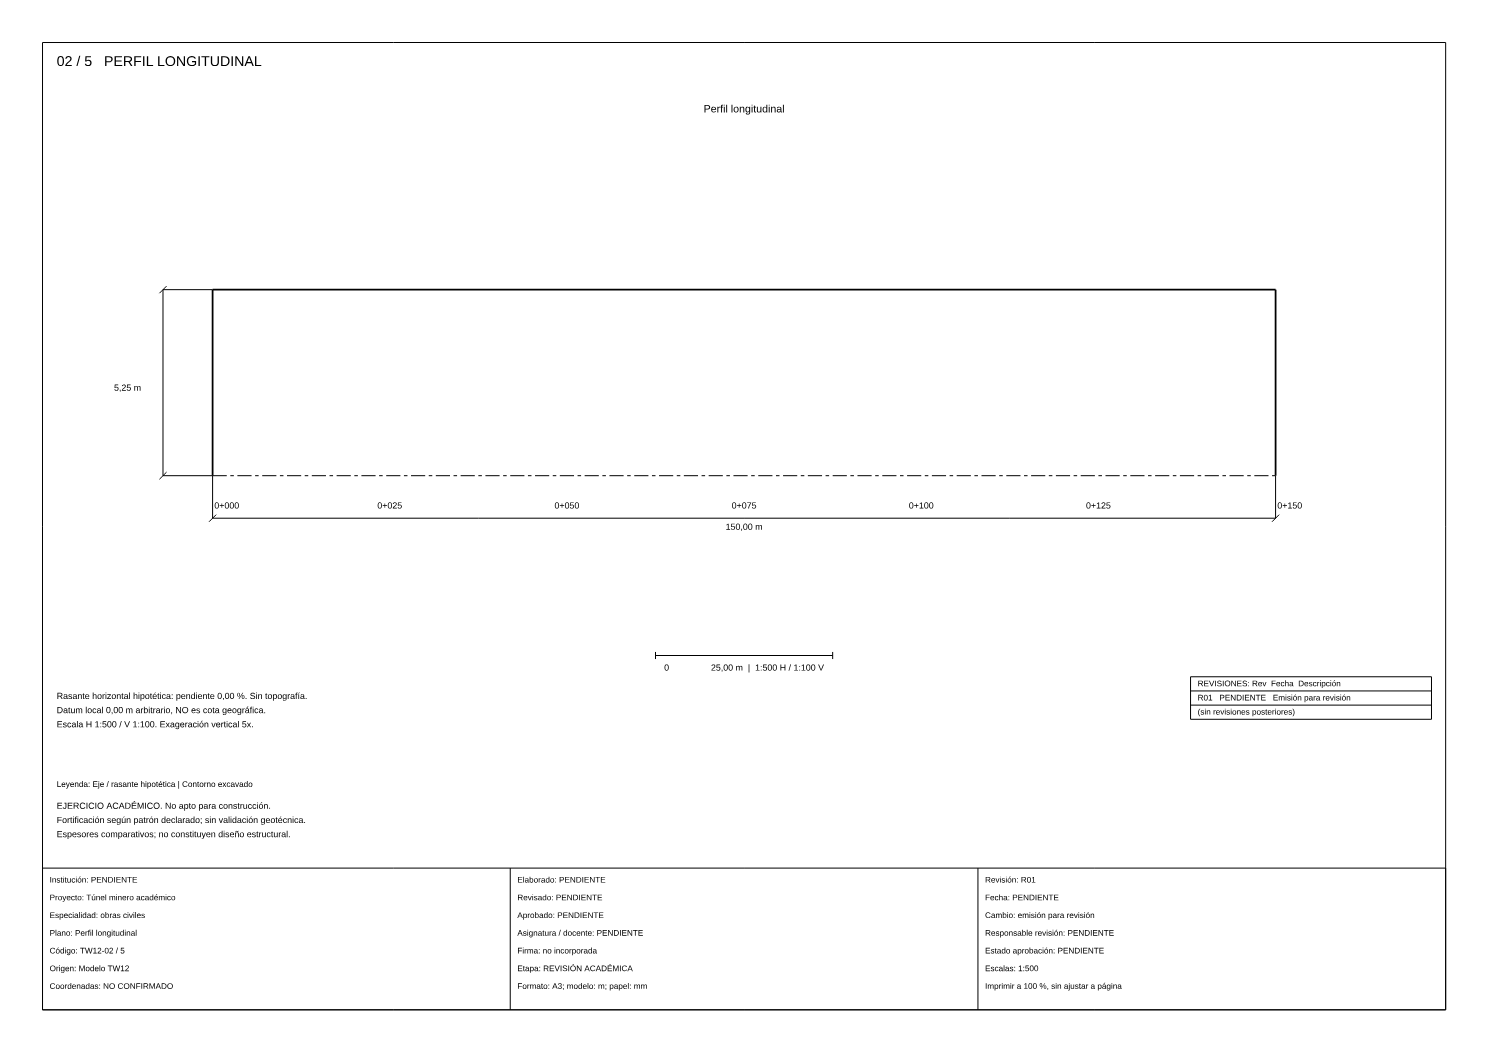 02 / 5   PERFIL LONGITUDINAL
Perfil longitudinal
5,25 m
0+000
0+025
0+050
0+075
0+100
0+125
0+150
150,00 m
0
25,00 m  |  1:500 H / 1:100 V
Rasante horizontal hipotética: pendiente 0,00 %. Sin topografía.
Datum local 0,00 m arbitrario, NO es cota geográfica.
Escala H 1:500 / V 1:100. Exageración vertical 5x.
REVISIONES: Rev  Fecha  Descripción
R01   PENDIENTE   Emisión para revisión
(sin revisiones posteriores)
Leyenda: Eje / rasante hipotética | Contorno excavado
EJERCICIO ACADÉMICO. No apto para construcción.
Fortificación según patrón declarado; sin validación geotécnica.
Espesores comparativos; no constituyen diseño estructural.
Institución: PENDIENTE
Proyecto: Túnel minero académico
Especialidad: obras civiles
Plano: Perfil longitudinal
Código: TW12-02 / 5
Origen: Modelo TW12
Coordenadas: NO CONFIRMADO
Elaborado: PENDIENTE
Revisado: PENDIENTE
Aprobado: PENDIENTE
Asignatura / docente: PENDIENTE
Firma: no incorporada
Etapa: REVISIÓN ACADÉMICA
Formato: A3; modelo: m; papel: mm
Revisión: R01
Fecha: PENDIENTE
Cambio: emisión para revisión
Responsable revisión: PENDIENTE
Estado aprobación: PENDIENTE
Escalas: 1:500
Imprimir a 100 %, sin ajustar a página